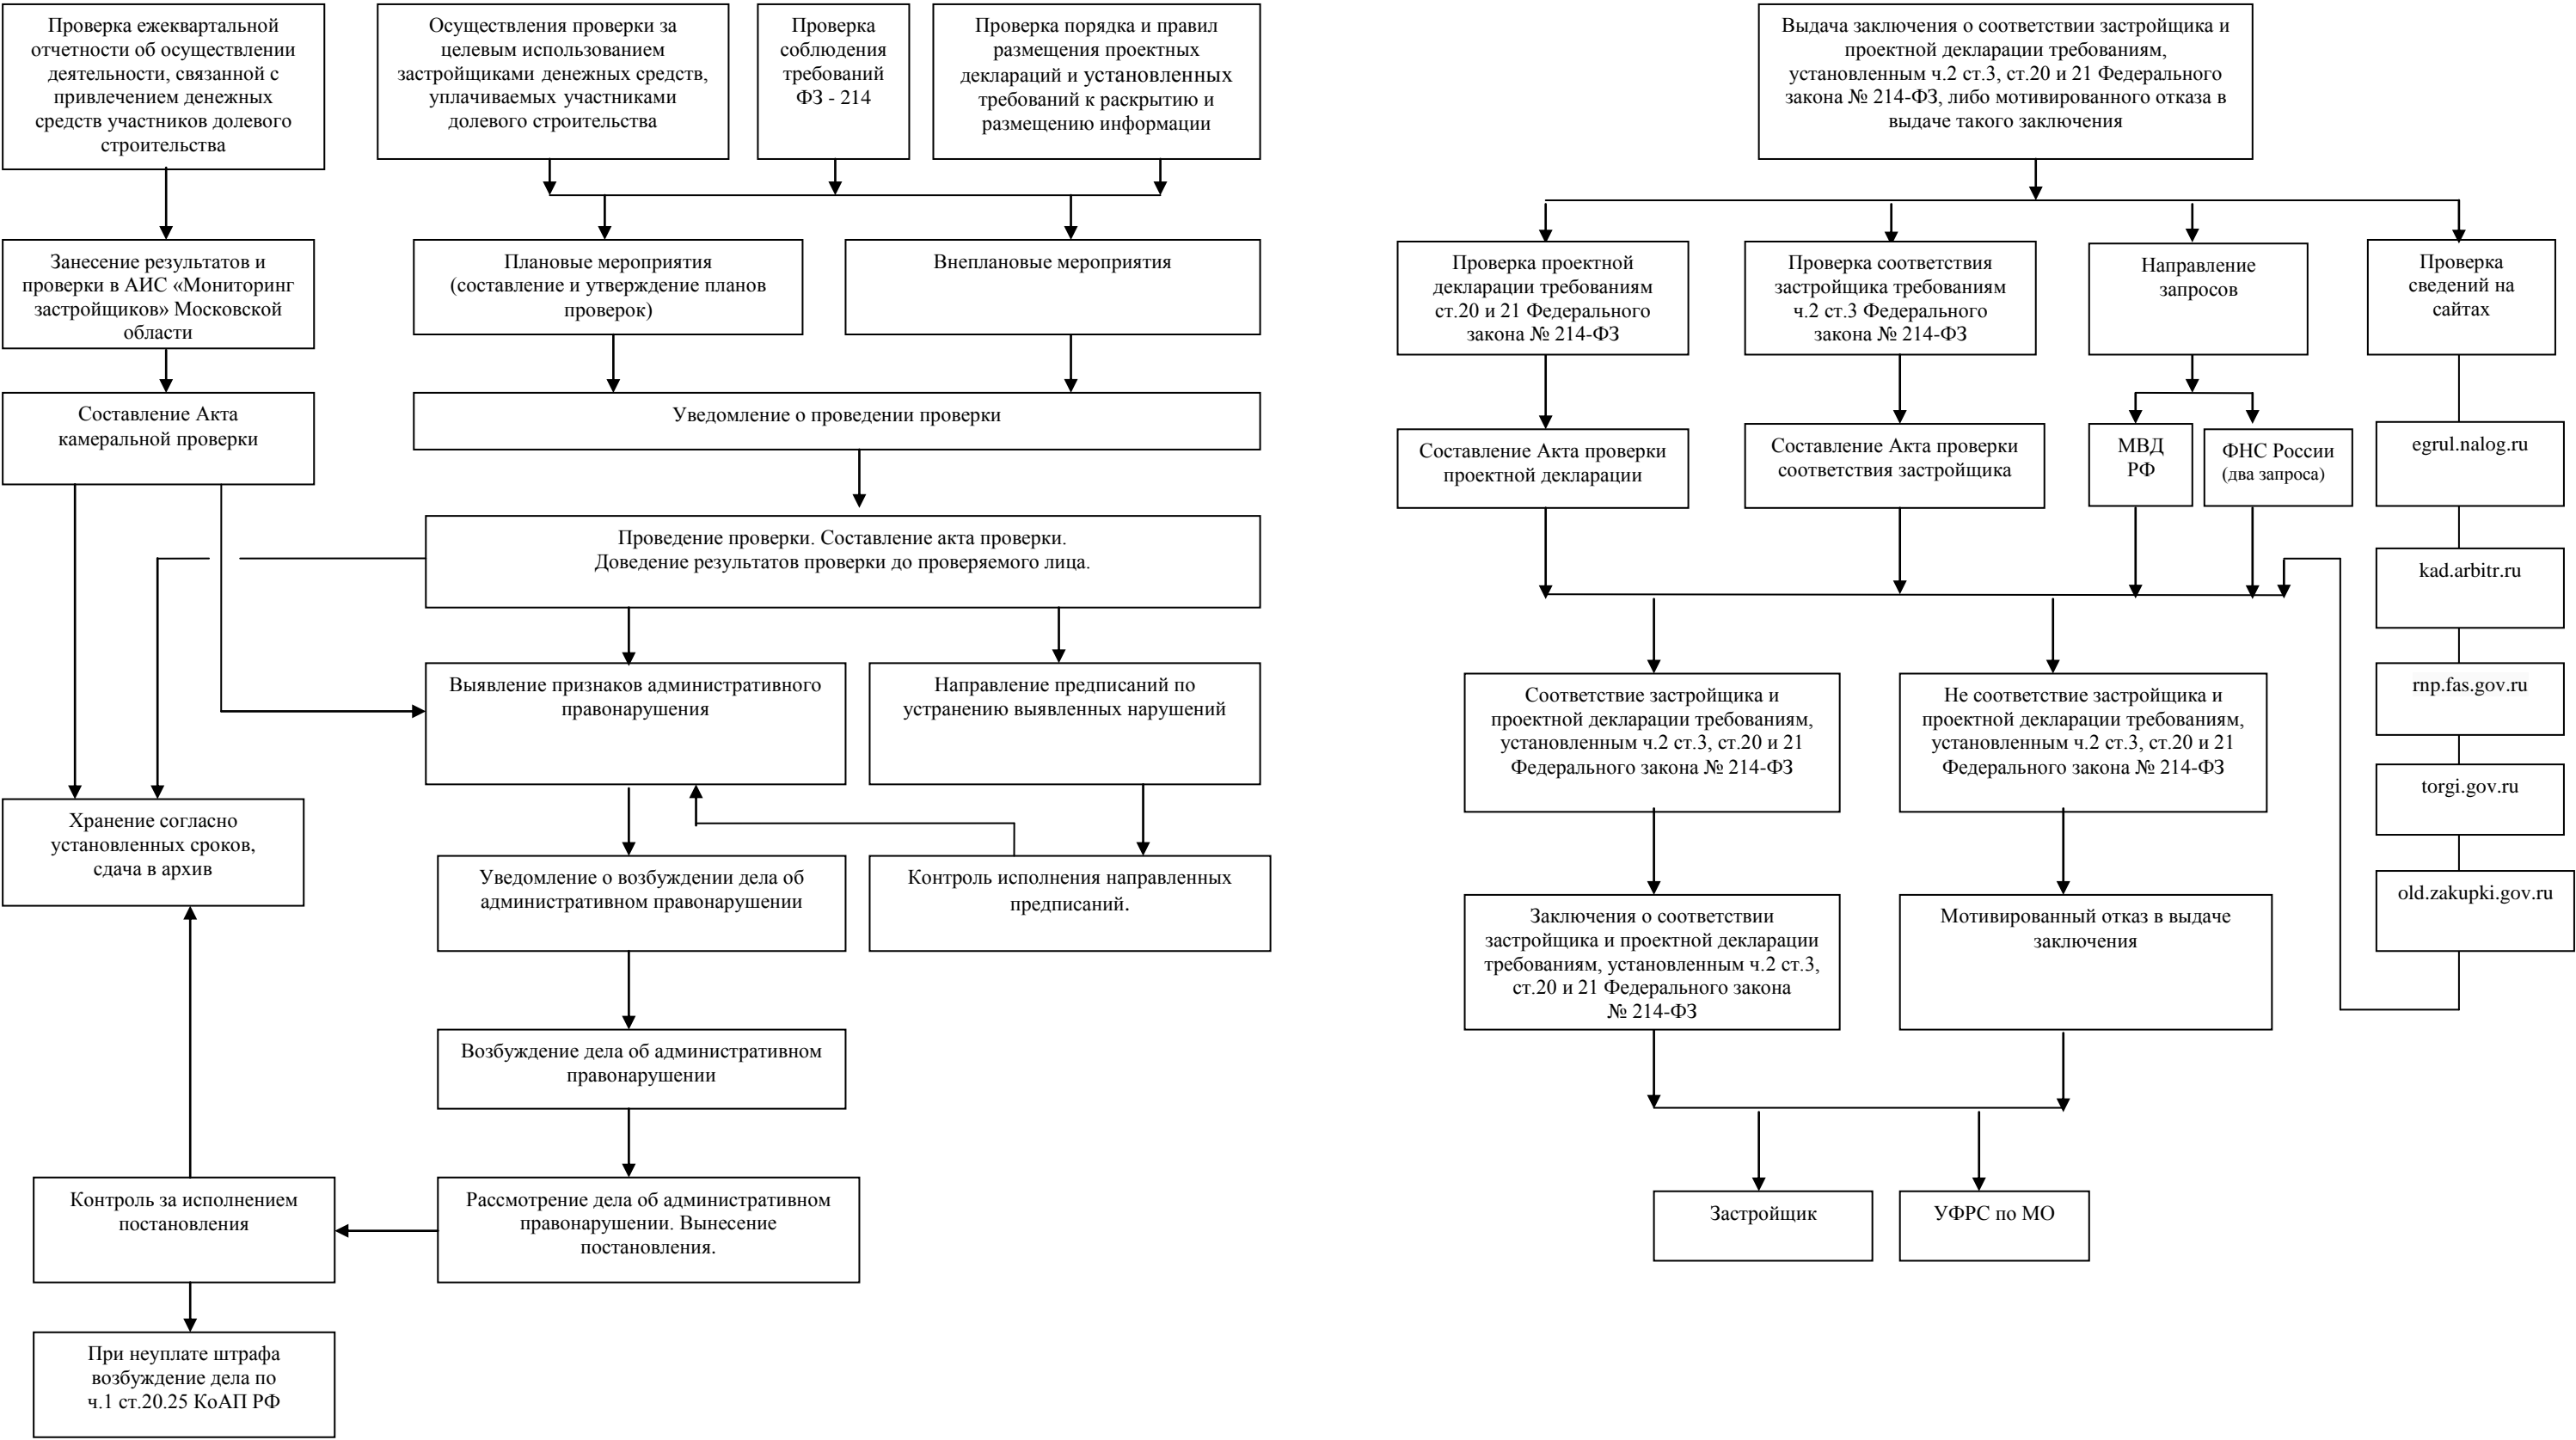 Проверка ежеквартальной
отчетности об осуществлении
деятельности, связанной с
привлечением денежных
средств участников долевого
строительства
Осуществления проверки за
целевым использованием
застройщиками денежных средств,
уплачиваемых участниками
долевого строительства
Проверка
соблюдения
требований
ФЗ - 214
Проверка порядка и правил
размещения проектных
деклараций и установленных
требований к раскрытию и
размещению информации
Выдача заключения о соответствии застройщика и
проектной декларации требованиям,
установленным ч.2 ст.3, ст.20 и 21 Федерального
закона № 214-ФЗ, либо мотивированного отказа в
выдаче такого заключения
Занесение результатов и
проверки в АИС «Мониторинг
застройщиков» Московской
области
Плановые мероприятия
(составление и утверждение планов
проверок)
Внеплановые мероприятия
Проверка проектной
декларации требованиям
ст.20 и 21 Федерального
закона № 214-ФЗ
Проверка соответствия
застройщика требованиям
ч.2 ст.3 Федерального
закона № 214-ФЗ
Направление
запросов
Проверка
сведений на
сайтах
Составление Акта
камеральной проверки
Уведомление о проведении проверки
Составление Акта проверки
проектной декларации
Составление Акта проверки
соответствия застройщика
МВД
РФ
ФНС России
(два запроса)
egrul.nalog.ru
Проведение проверки. Составление акта проверки.
Доведение результатов проверки до проверяемого лица.
kad.arbitr.ru
Выявление признаков административного
правонарушения
Направление предписаний по
устранению выявленных нарушений
Соответствие застройщика и
проектной декларации требованиям,
установленным ч.2 ст.3, ст.20 и 21
Федерального закона № 214-ФЗ
Не соответствие застройщика и
проектной декларации требованиям,
установленным ч.2 ст.3, ст.20 и 21
Федерального закона № 214-ФЗ
rnp.fas.gov.ru
torgi.gov.ru
Хранение согласно
установленных сроков,
сдача в архив
Уведомление о возбуждении дела об
административном правонарушении
Контроль исполнения направленных
предписаний.
Заключения о соответствии
застройщика и проектной декларации
требованиям, установленным ч.2 ст.3,
ст.20 и 21 Федерального закона
№ 214-ФЗ
Мотивированный отказ в выдаче
заключения
old.zakupki.gov.ru
Возбуждение дела об административном
правонарушении
Контроль за исполнением
постановления
Рассмотрение дела об административном
правонарушении. Вынесение
постановления.
Застройщик
УФРС по МО
При неуплате штрафа
возбуждение дела по
ч.1 ст.20.25 КоАП РФ